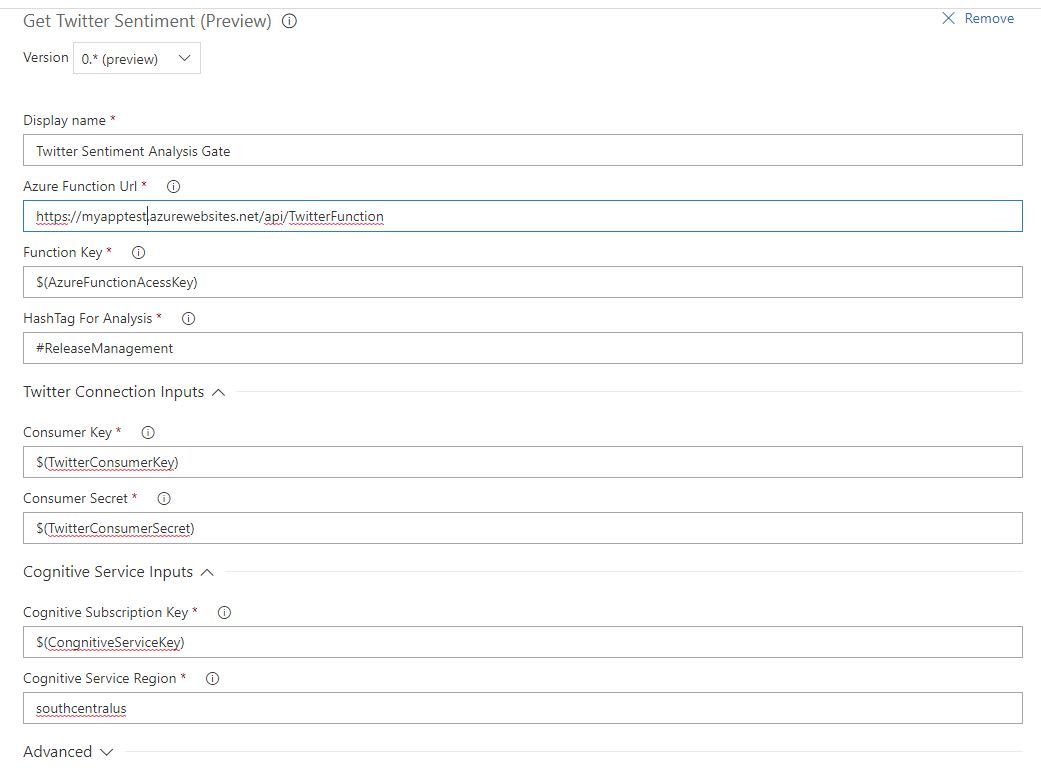 Get Twitter Sentiment (Preview)
Remove
Version 0.* (preview)
Display name *
Twitter Sentiment Analysis Gate
Azure Function Url *
https://myapptest.azurewebsites.net/api/TwitterFunction
Function Key *
$(AzureFunctionAcessKey)
HashTag For Analysis *
#ReleaseManagement
Twitter Connection Inputs
Consumer Key *
$(TwitterConsumerKey)
Consumer Secret *
$(TwitterConsumerSecret)
Cognitive Service Inputs
Cognitive Subscription Key *
$(CongnitiveServiceKey)
Cognitive Service Region *
southcentralus
Advanced